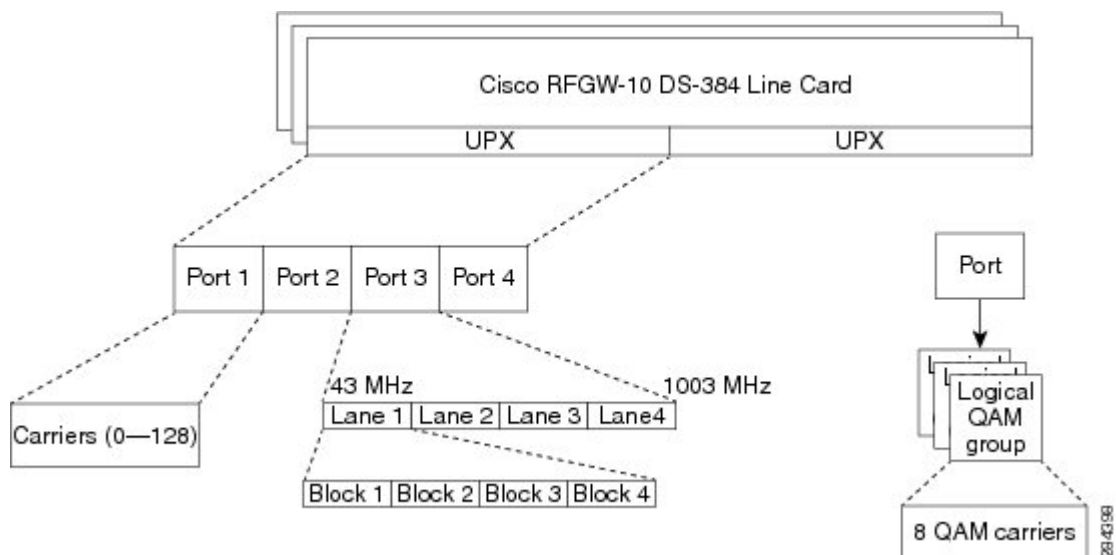 Cisco RFGW-10 DS-384 Line Card
UPX UPX
Port 1 Port 2 Port 3 Port 4
Port
43 MHz 1003 MHz
Lane 1 Lane 2 Lane 3 Lane4
Carriers (0—128)
Logical
QAM
group
Block 1 Block 2 Block 3 Block 4
8 QAM carriers
284398